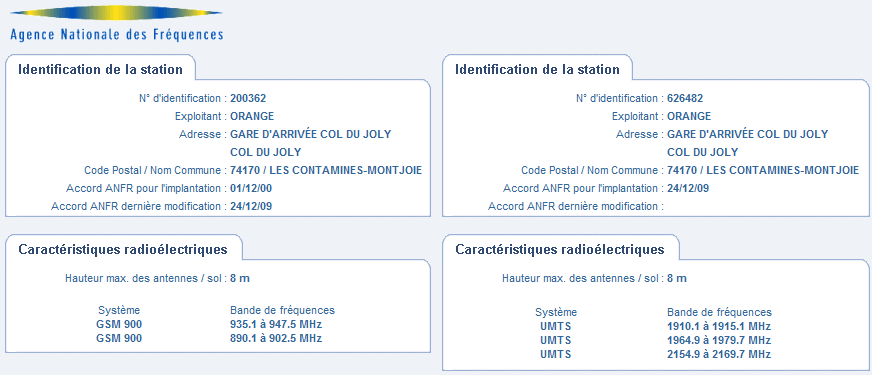 Agence Nationale des Fréquences
Identification de la station
N° d'identification : 200362
Exploitant : ORANGE
Adresse : GARE D'ARRIVÉE COL DU JOLY
COL DU JOLY
Code Postal / Nom Commune : 74170 / LES CONTAMINES-MONTJOIE
Accord ANFR pour l'implantation : 01/12/00
Accord ANFR dernière modification : 24/12/09
Caractéristiques radioélectriques
Hauteur max. des antennes / sol : 8 m
Système Bande de fréquences
GSM 900 935.1 à 947.5 MHz
GSM 900 890.1 à 902.5 MHz
Identification de la station
N° d'identification : 626482
Exploitant : ORANGE
Adresse : GARE D'ARRIVÉE COL DU JOLY
COL DU JOLY
Code Postal / Nom Commune : 74170 / LES CONTAMINES-MONTJOIE
Accord ANFR pour l'implantation : 24/12/09
Accord ANFR dernière modification :
Caractéristiques radioélectriques
Hauteur max. des antennes / sol : 8 m
Système Bande de fréquences
UMTS 1910.1 à 1915.1 MHz
UMTS 1964.9 à 1979.7 MHz
UMTS 2154.9 à 2169.7 MHz